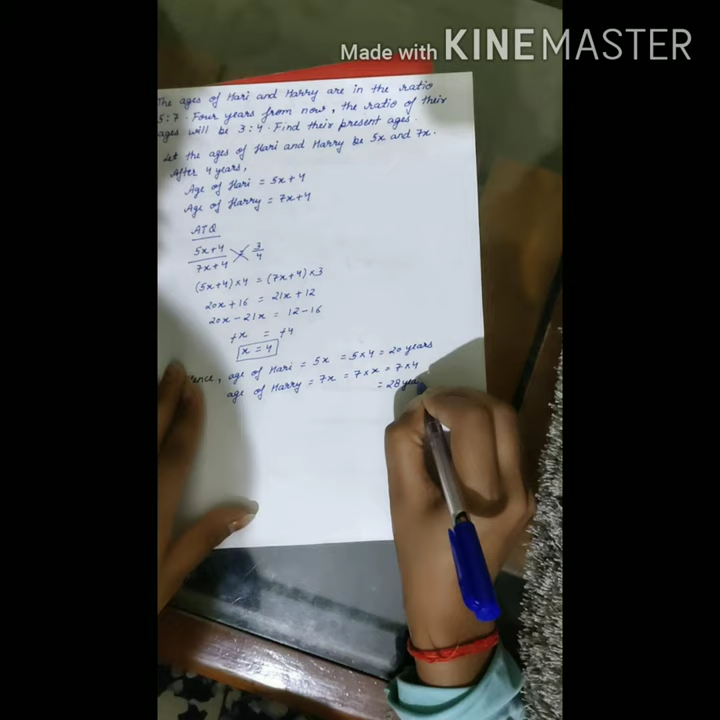 Made with KINEMASTER
The ages of Hari and Harry are in the ratio
5:7. Four years from now, the ratio of their
ages will be 3:4. Find their present ages.
Let the ages of Hari and Harry be 5x and 7x.
After 4 years,
Age of Hari = 5x+4
Age of Harry = 7x+4
ATQ
5x+4/7x+4 = 3/4
(5x+4)×4 = (7x+4)×3
20x+16 = 21x+12
20x-21x = 12-16
+x = +4
x = 4
ence, age of Hari = 5x = 5×4 = 20 years
age of Harry = 7x = 7×x = 7×4
= 28 yea